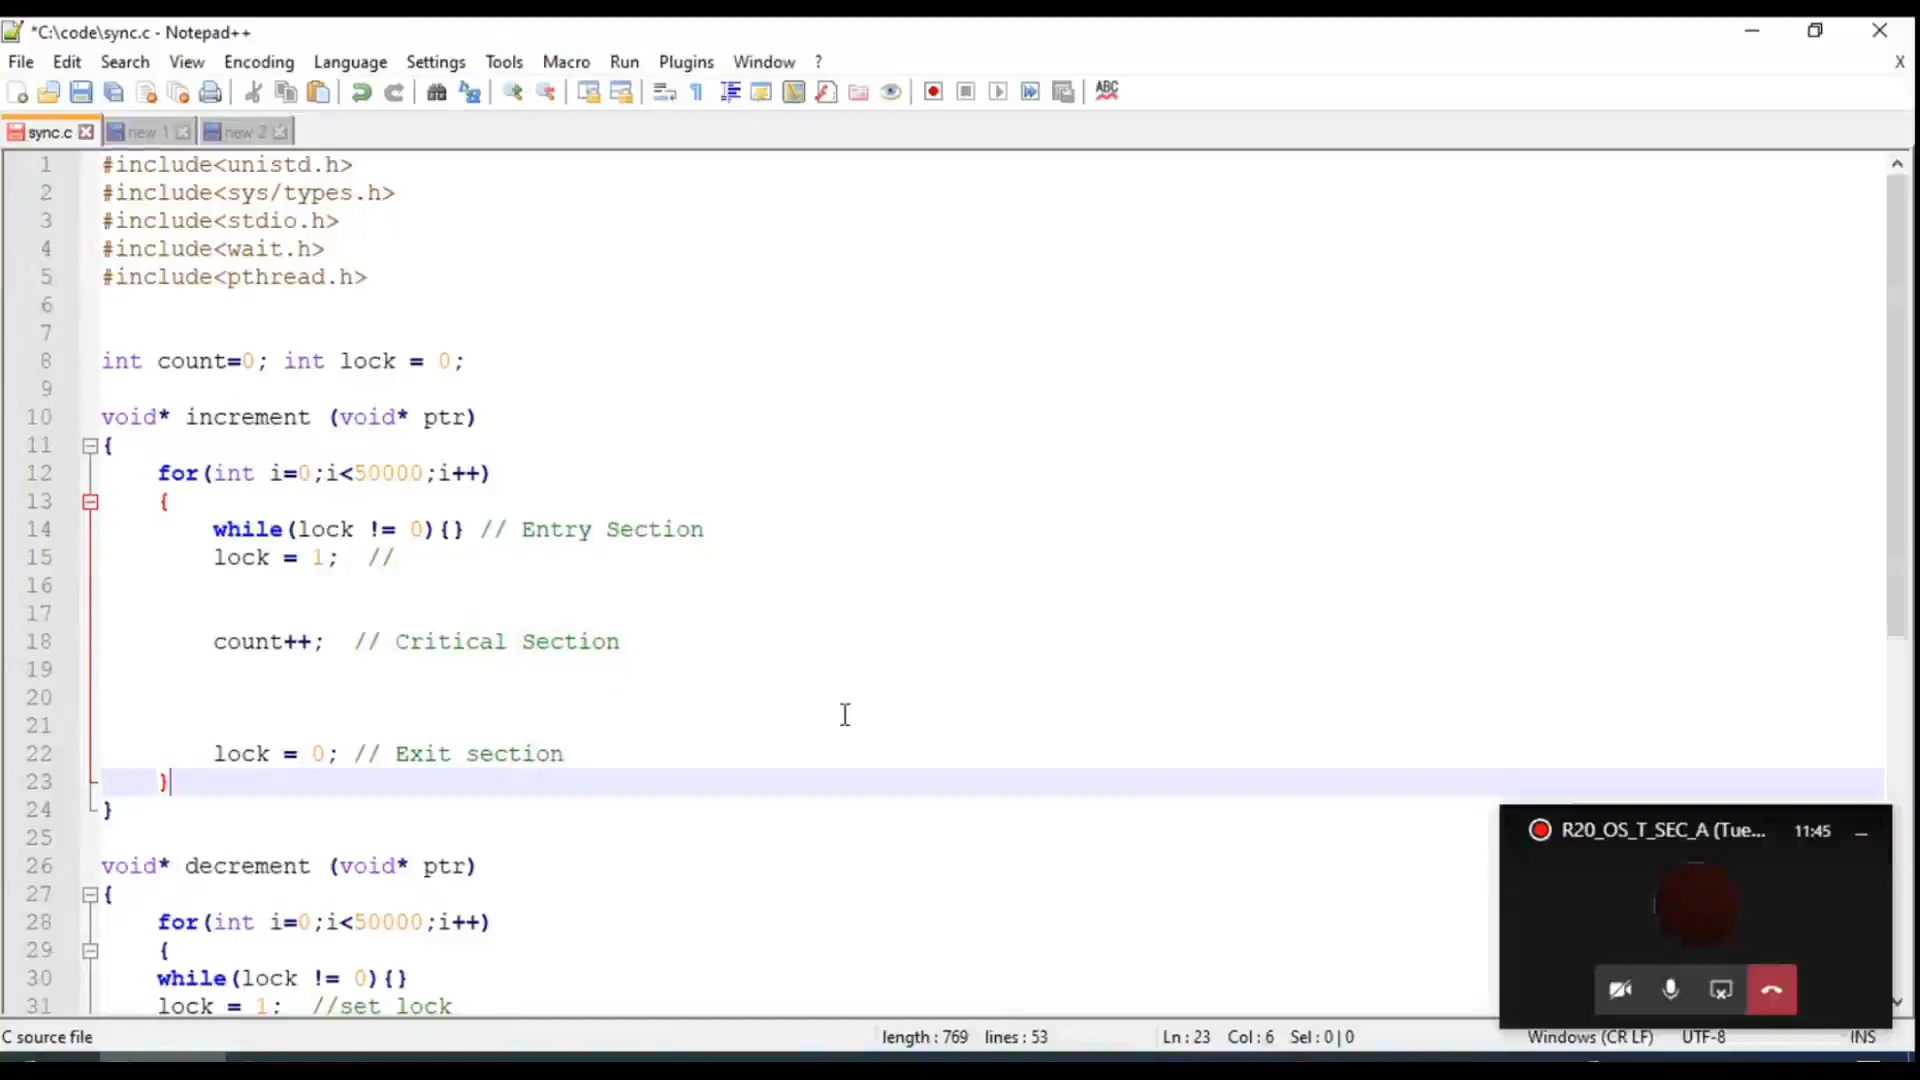 *C:\code\sync.c - Notepad++
File Edit Search View Encoding Language Settings Tools Macro Run Plugins Window ?
X
ABC
sync.c new 1 new 2
1 #include<unistd.h>
2 #include<sys/types.h>
3 #include<stdio.h>
4 #include<wait.h>
5 #include<pthread.h>
6
7
8 int count=0; int lock = 0;
9
10 void* increment (void* ptr)
11 {
12 for(int i=0;i<50000;i++)
13 {
14 while(lock != 0){} // Entry Section
15 lock = 1; //
16
17
18 count++; // Critical Section
19
20
21
22 lock = 0; // Exit section
23 }
24 }
25
26 void* decrement (void* ptr)
27 {
28 for(int i=0;i<50000;i++)
29 {
30 while(lock != 0){}
31 lock = 1; //set lock
R20_OS_T_SEC_A (Tue... 11:45
C source file length : 769 lines : 53 Ln : 23 Col : 6 Sel : 0 | 0 Windows (CR LF) UTF-8 INS